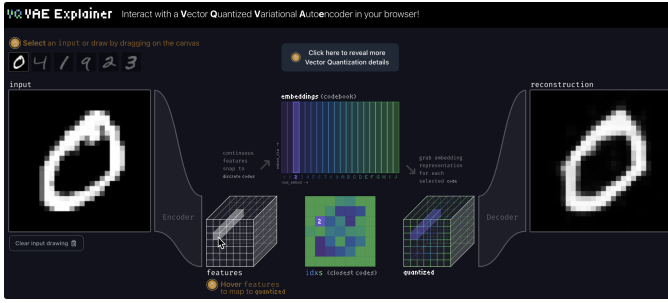 VQ VAE Explainer Interact with a Vector Quantized Variational Autoencoder in your browser!
Select an input or draw by dragging on the canvas
0 4 1 9 2 3
Click here to reveal more
Vector Quantization details
input
embeddings (codebook)
reconstruction
continuous
features
snap to
discrete codes
grab embedding
representation
for each
selected code
2
Encoder
Decoder
2
Clear input drawing
features
idxs (closest codes)
quantized
Hover features
to map to quantized